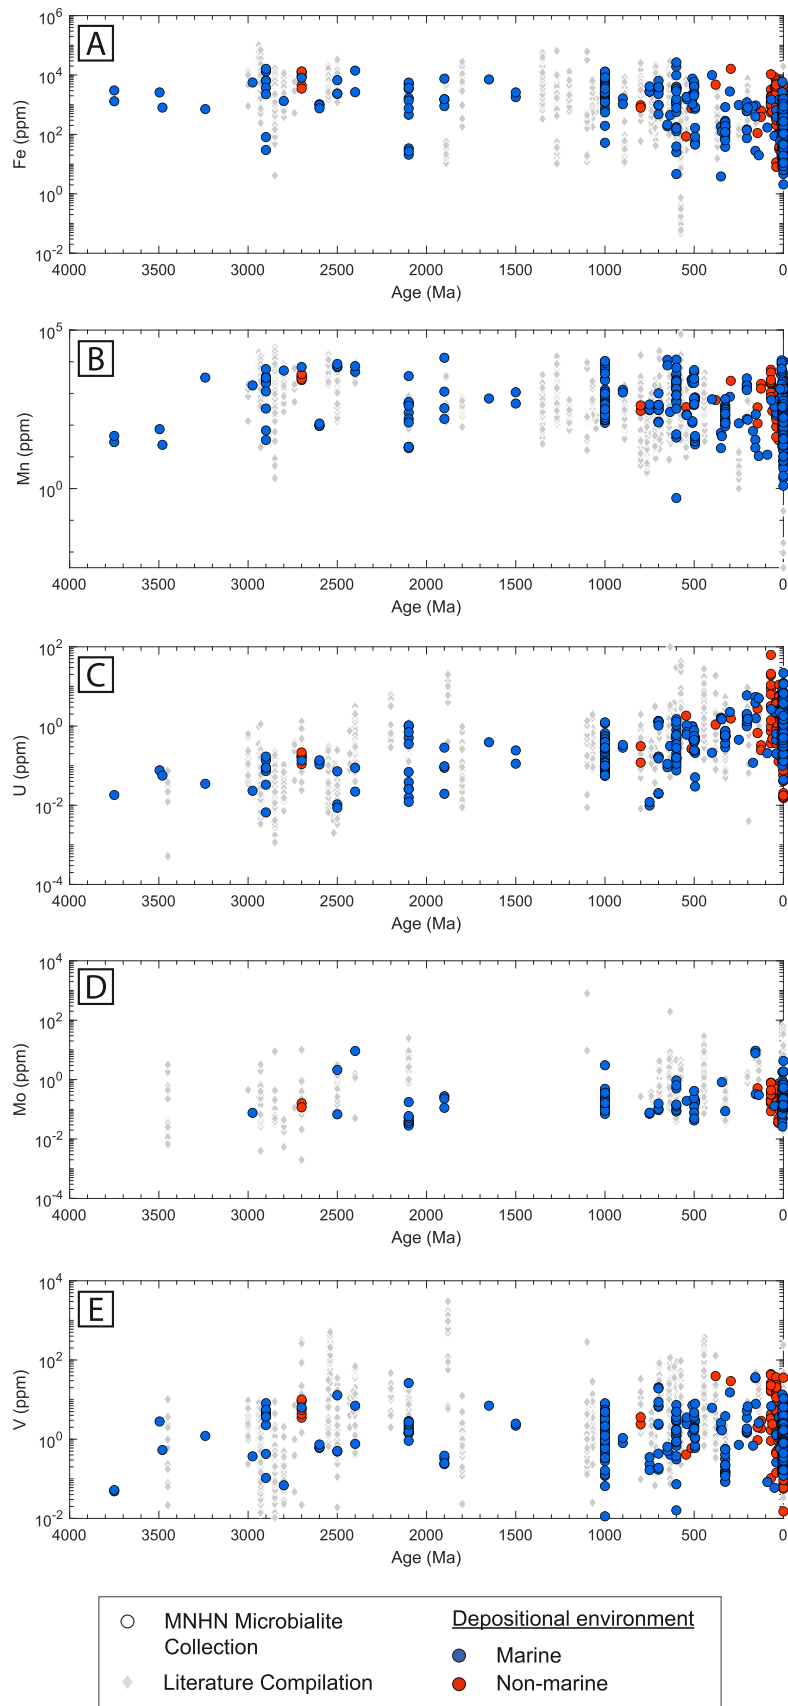 A
10^6
10^4
10^2
10^0
10^-2
Fe (ppm)
4000 3500 3000 2500 2000 1500 1000 500 0
Age (Ma)
B
10^5
10^0
Mn (ppm)
4000 3500 3000 2500 2000 1500 1000 500 0
Age (Ma)
C
10^2
10^0
10^-2
10^-4
U (ppm)
4000 3500 3000 2500 2000 1500 1000 500 0
Age (Ma)
D
10^4
10^2
10^0
10^-2
10^-4
Mo (ppm)
4000 3500 3000 2500 2000 1500 1000 500 0
Age (Ma)
E
10^4
10^2
10^0
10^-2
V (ppm)
4000 3500 3000 2500 2000 1500 1000 500 0
Age (Ma)
MNHN Microbialite
Collection
Literature Compilation
Depositional environment
Marine
Non-marine